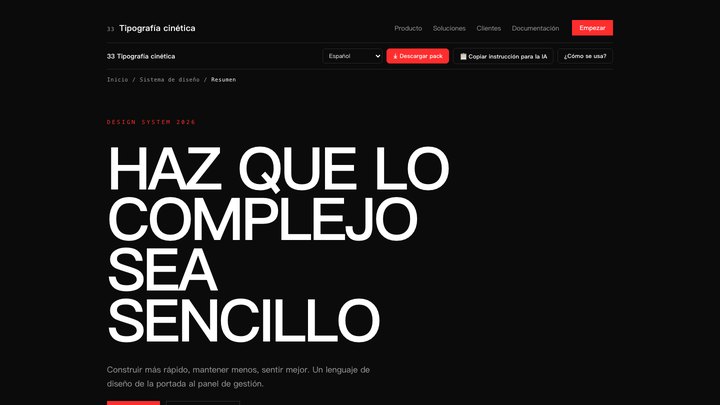 33 Tipografía cinética
Producto Soluciones Clientes Documentación Empezar
33 Tipografía cinética
Español Descargar pack Copiar instrucción para la IA ¿Cómo se usa?
Inicio / Sistema de diseño / Resumen
DESIGN SYSTEM 2026
HAZ QUE LO
COMPLEJO
SEA
SENCILLO
Construir más rápido, mantener menos, sentir mejor. Un lenguaje de
diseño de la portada al panel de gestión.